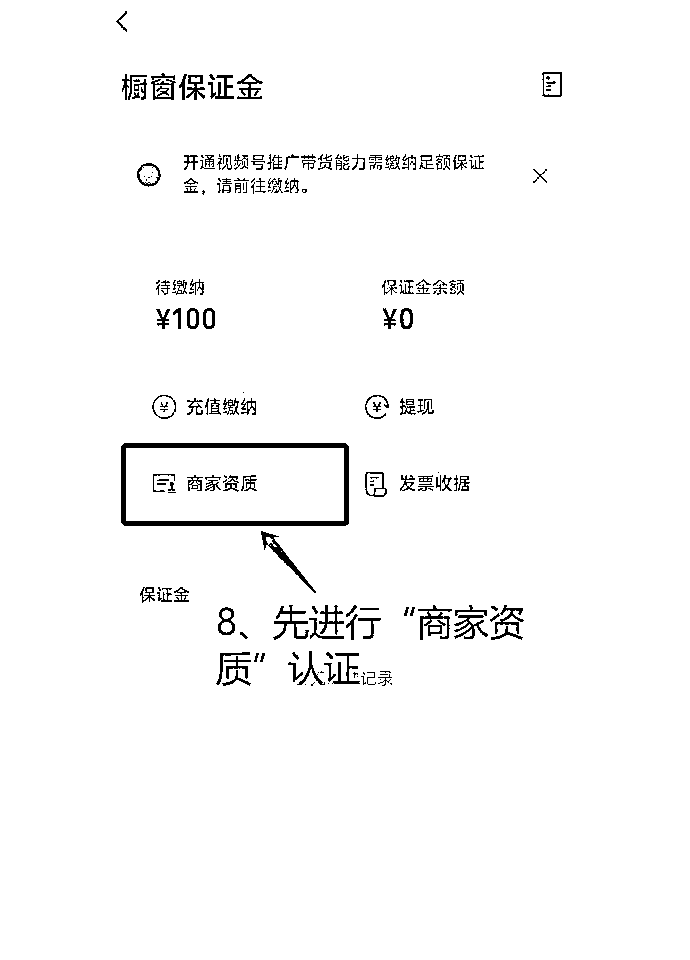 橱窗保证金
开通视频号推广带货能力需缴纳足额保证
金，请前往缴纳。
待缴纳
保证金余额
¥100
¥0
充值缴纳
提现
商家资质
发票收据
保证金
8、先进行“商家资
质”认证
记录